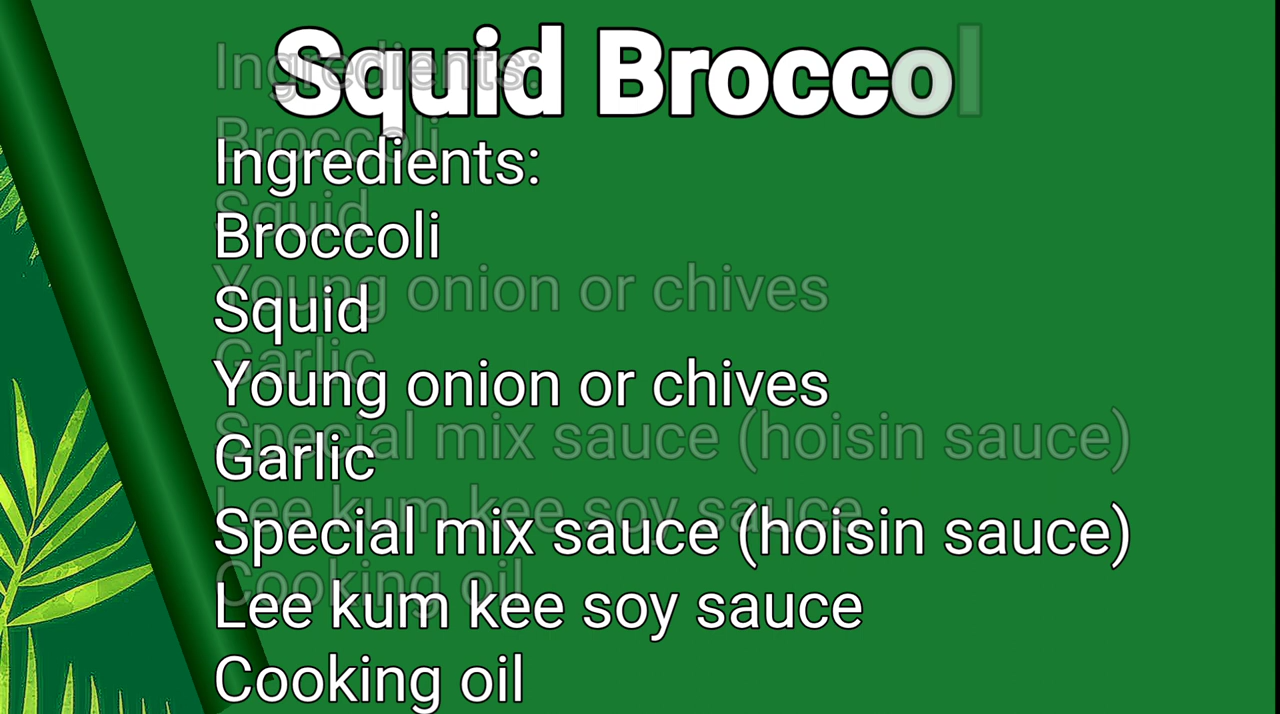 Squid Broccol
Ingredients:
Broccoli
Squid
Young onion or chives
Garlic
Special mix sauce (hoisin sauce)
Lee kum kee soy sauce
Cooking oil